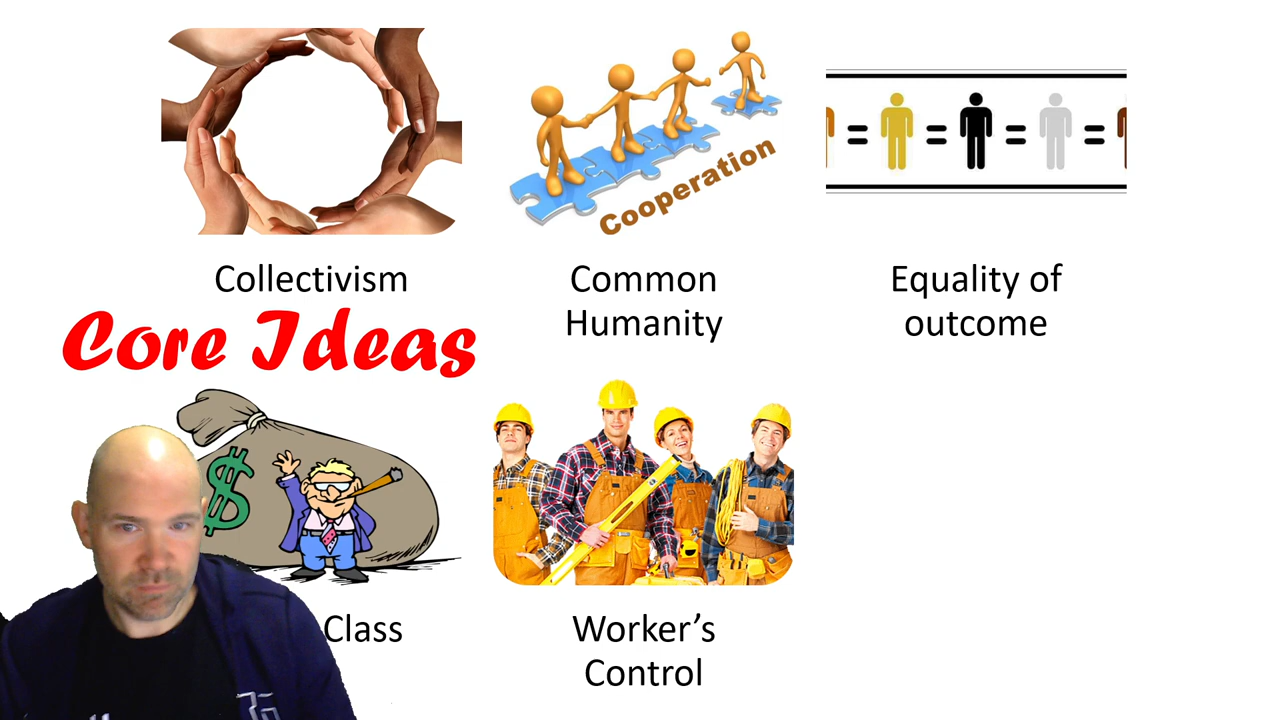 Cooperation
Collectivism
Common
Humanity
Equality of
outcome
Core Ideas
$
Class
Worker's
Control